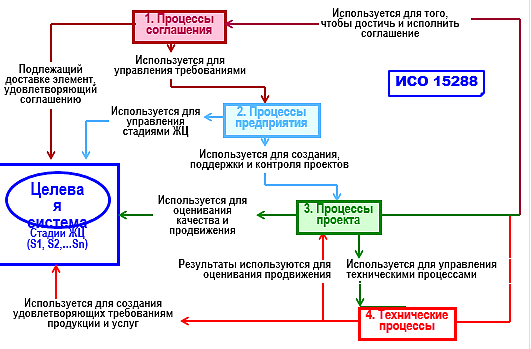 1. Процессы
соглашения
Используется для того,
чтобы достичь и исполнить
соглашение
Используется для
управления требованиями
Подлежащий
доставке элемент,
удовлетворяющий
соглашению
ИСО 15288
Используется для
управления
стадиями ЖЦ
2. Процессы
предприятия
Используется для создания,
поддержки и контроля проектов
Целева
я
система
Стадии ЖЦ
(S1, S2,...Sn)
Используется для
оценивания
качества и
продвижения
3. Процессы
проекта
Результаты используются для
оценивания продвижения
Используется для управления
техническими процессами
Используется для создания
удовлетворяющих требованиям
продукции и услуг
4. Технические
процессы